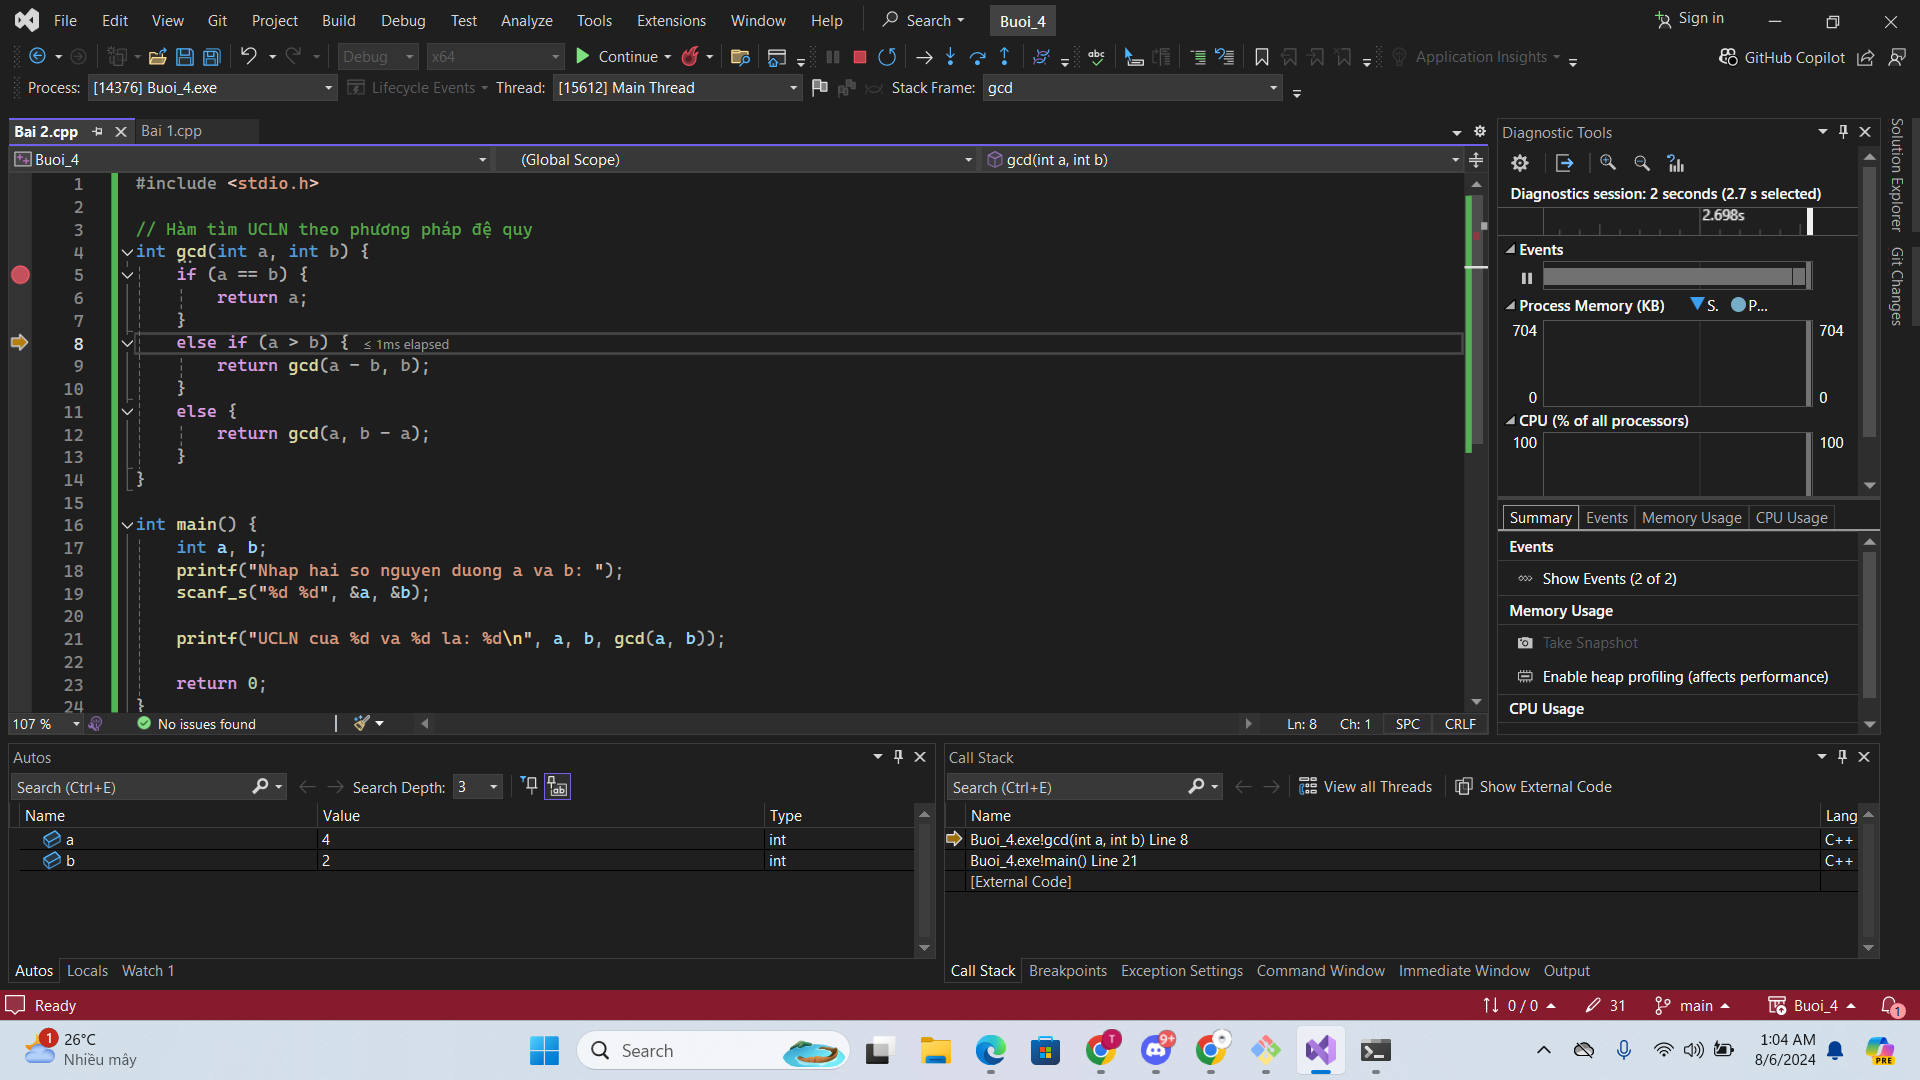 File Edit View Git Project Build Debug Test Analyze Tools Extensions Window Help Search Buoi_4 Sign in
Debug x64 Continue Application Insights GitHub Copilot
Process: [14376] Buoi_4.exe Lifecycle Events Thread: [15612] Main Thread Stack Frame: gcd
Bai 2.cpp Bai 1.cpp
Buoi_4 (Global Scope) gcd(int a, int b)
1 #include <stdio.h>
2
3 // Hàm tìm UCLN theo phương pháp đệ quy
4 int gcd(int a, int b) {
5 if (a == b) {
6 return a;
7 }
8 else if (a > b) { ≤ 1ms elapsed
9 return gcd(a - b, b);
10 }
11 else {
12 return gcd(a, b - a);
13 }
14 }
15
16 int main() {
17 int a, b;
18 printf("Nhap hai so nguyen duong a va b: ");
19 scanf_s("%d %d", &a, &b);
20
21 printf("UCLN cua %d va %d la: %d\n", a, b, gcd(a, b));
22
23 return 0;
24 }
107 % No issues found Ln: 8 Ch: 1 SPC CRLF
Diagnostic Tools
Diagnostics session: 2 seconds (2.7 s selected)
2.698s
Events
Process Memory (KB) S. P...
704 704
0 0
CPU (% of all processors)
100 100
Summary Events Memory Usage CPU Usage
Events
Show Events (2 of 2)
Memory Usage
Take Snapshot
Enable heap profiling (affects performance)
CPU Usage
Solution Explorer
Git Changes
Autos
Search (Ctrl+E) Search Depth: 3
Name Value Type
a 4 int
b 2 int
Autos Locals Watch 1
Call Stack
Search (Ctrl+E) View all Threads Show External Code
Name Lang
Buoi_4.exe!gcd(int a, int b) Line 8 C++
Buoi_4.exe!main() Line 21 C++
[External Code]
Call Stack Breakpoints Exception Settings Command Window Immediate Window Output
Ready 0 / 0 31 main Buoi_4 1
1 26°C
Nhiều mây
Search
T
9+
PRE
1:04 AM
8/6/2024